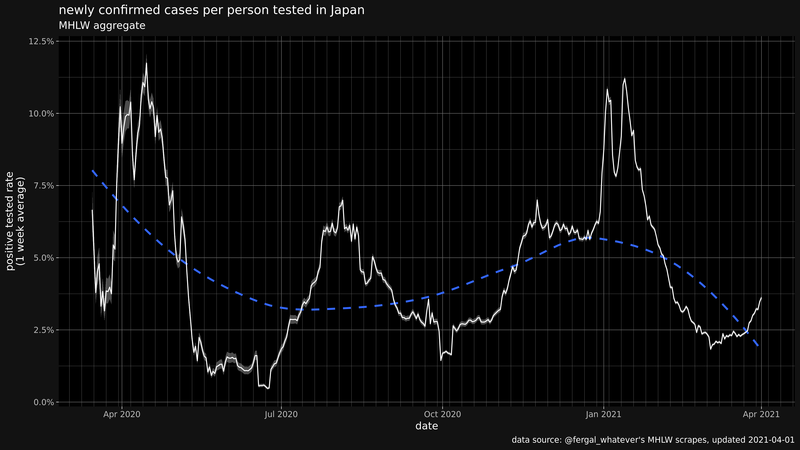 newly confirmed cases per person tested in Japan
MHLW aggregate
12.5%
10.0%
7.5%
5.0%
2.5%
0.0%
positive tested rate
(1 week average)
Apr 2020
Jul 2020
Oct 2020
Jan 2021
Apr 2021
date
data source: @fergal_whatever's MHLW scrapes, updated 2021-04-01